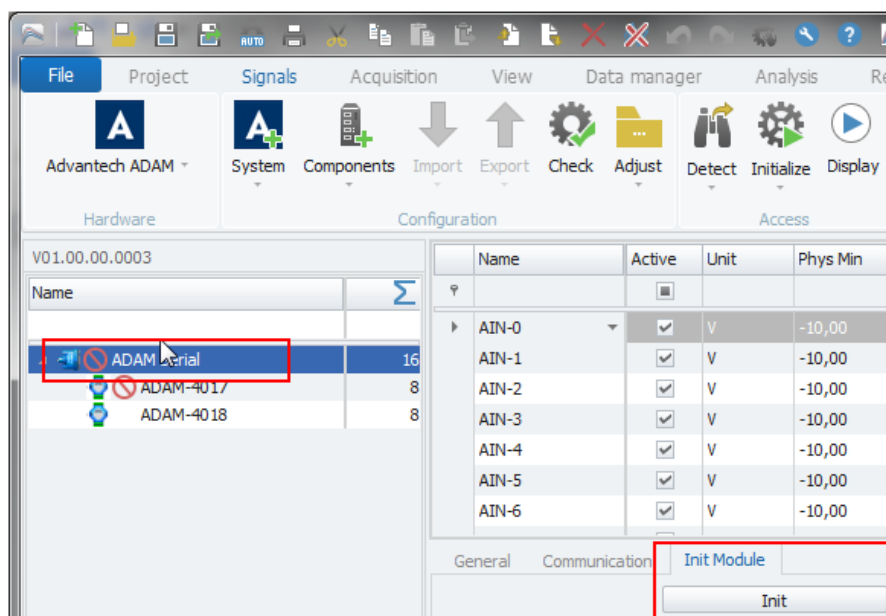 AUTO
File Project Signals Acquisition View Data manager Analysis Re
Advantech ADAM System Components Import Export Check Adjust Detect Initialize Display
Hardware Configuration Access
V01.00.00.0003
Name Σ
ADAM Serial 16
ADAM-4017 8
ADAM-4018 8
Name Active Unit Phys Min
AIN-0 V -10,00
AIN-1 V -10,00
AIN-2 V -10,00
AIN-3 V -10,00
AIN-4 V -10,00
AIN-5 V -10,00
AIN-6 V -10,00
General Communication Init Module
Init